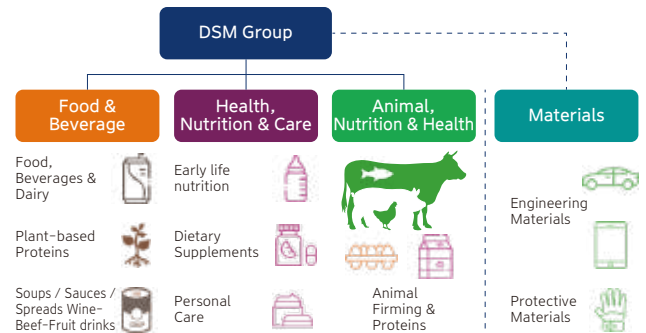 DSM Group
Food &
Beverage
Food,
Beverages &
Dairy
Plant-based
Proteins
Soups / Sauces /
Spreads Wine-
Beef-Fruit drinks
Health,
Nutrition & Care
Early life
nutrition
Dietary
Supplements
Personal
Care
Animal,
Nutrition & Health
Animal
Firming &
Proteins
Materials
Engineering
Materials
Protective
Materials